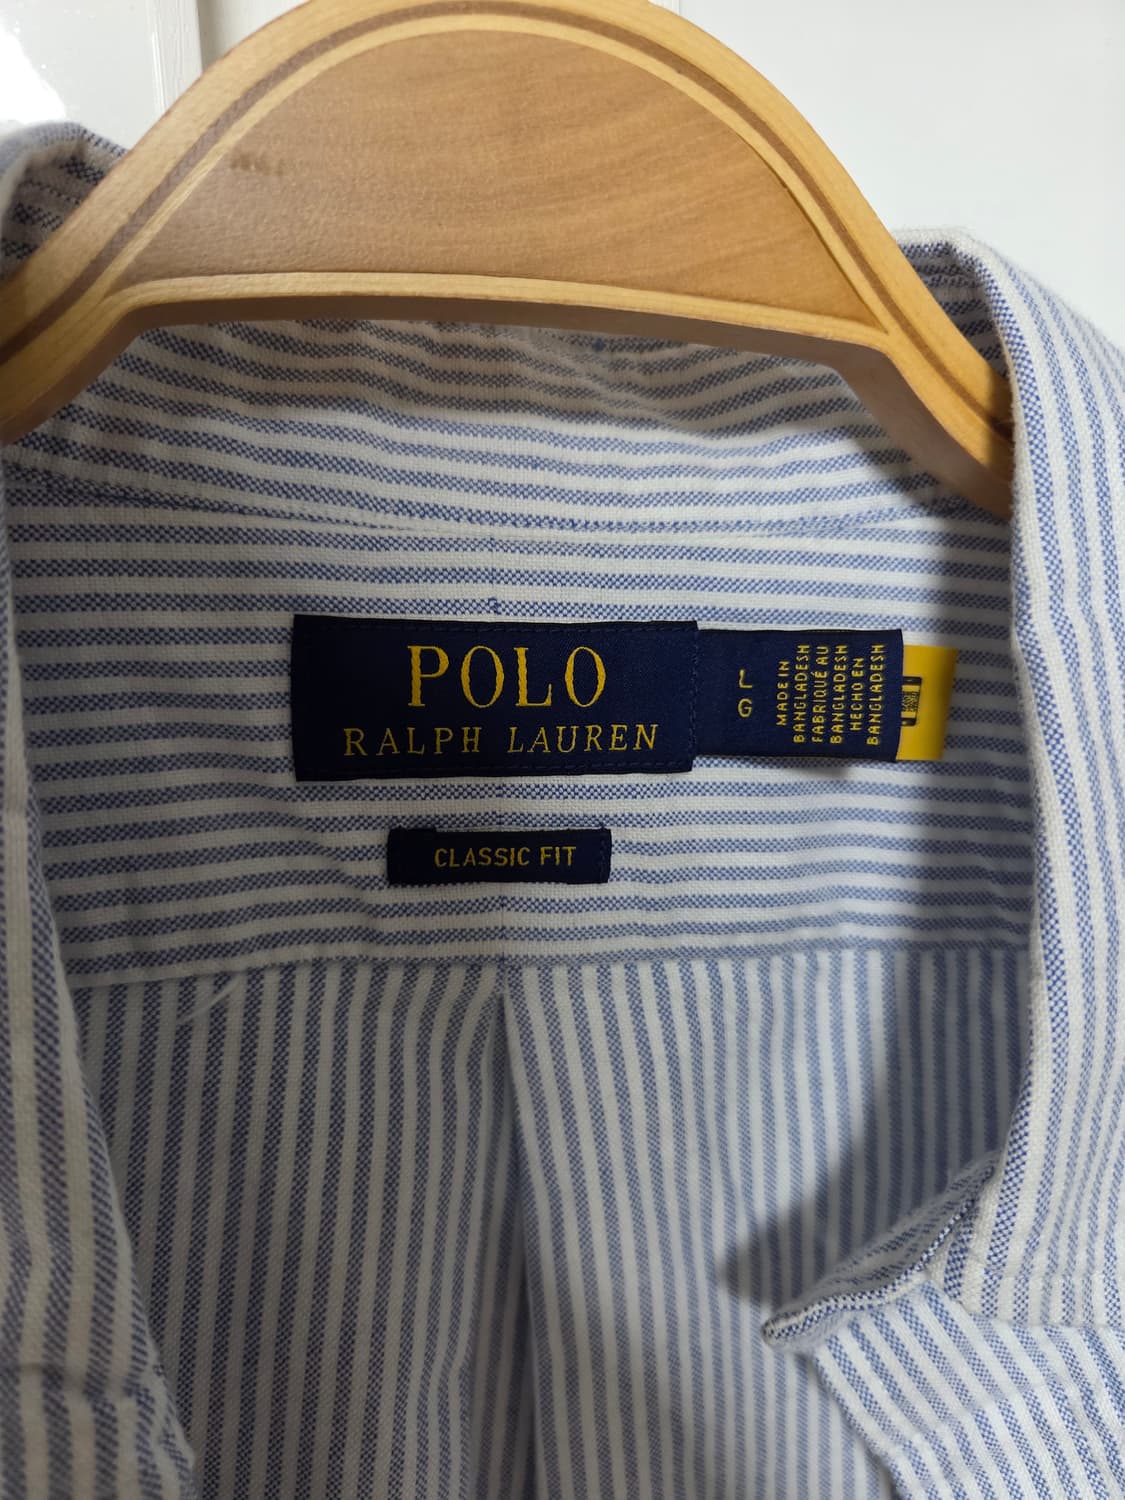 POLO
RALPH LAUREN
L
G
MADE IN
BANGLADESH
FABRIQUÉ AU
BANGLADESH
HECHO EN
BANGLADESH
CLASSIC FIT